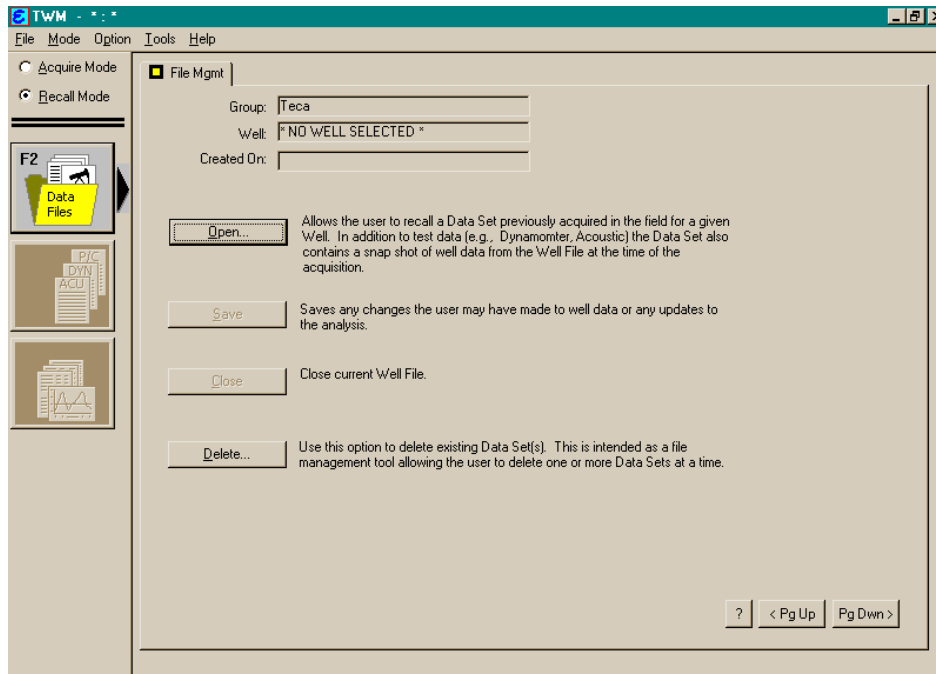 TWM - * : *
File Mode Option Tools Help
Acquire Mode
Recall Mode
F2
Data
Files
P/C
DYN
ACU
File Mgmt
Group: Teca
Well: * NO WELL SELECTED *
Created On:
Open...
Allows the user to recall a Data Set previously acquired in the field for a given
Well. In addition to test data (e.g., Dynamomter, Acoustic) the Data Set also
contains a snap shot of well data from the Well File at the time of the
acquisition.
Save
Saves any changes the user may have made to well data or any updates to
the analysis.
Close
Close current Well File.
Delete...
Use this option to delete existing Data Set(s). This is intended as a file
management tool allowing the user to delete one or more Data Sets at a time.
? < Pg Up Pg Dwn >